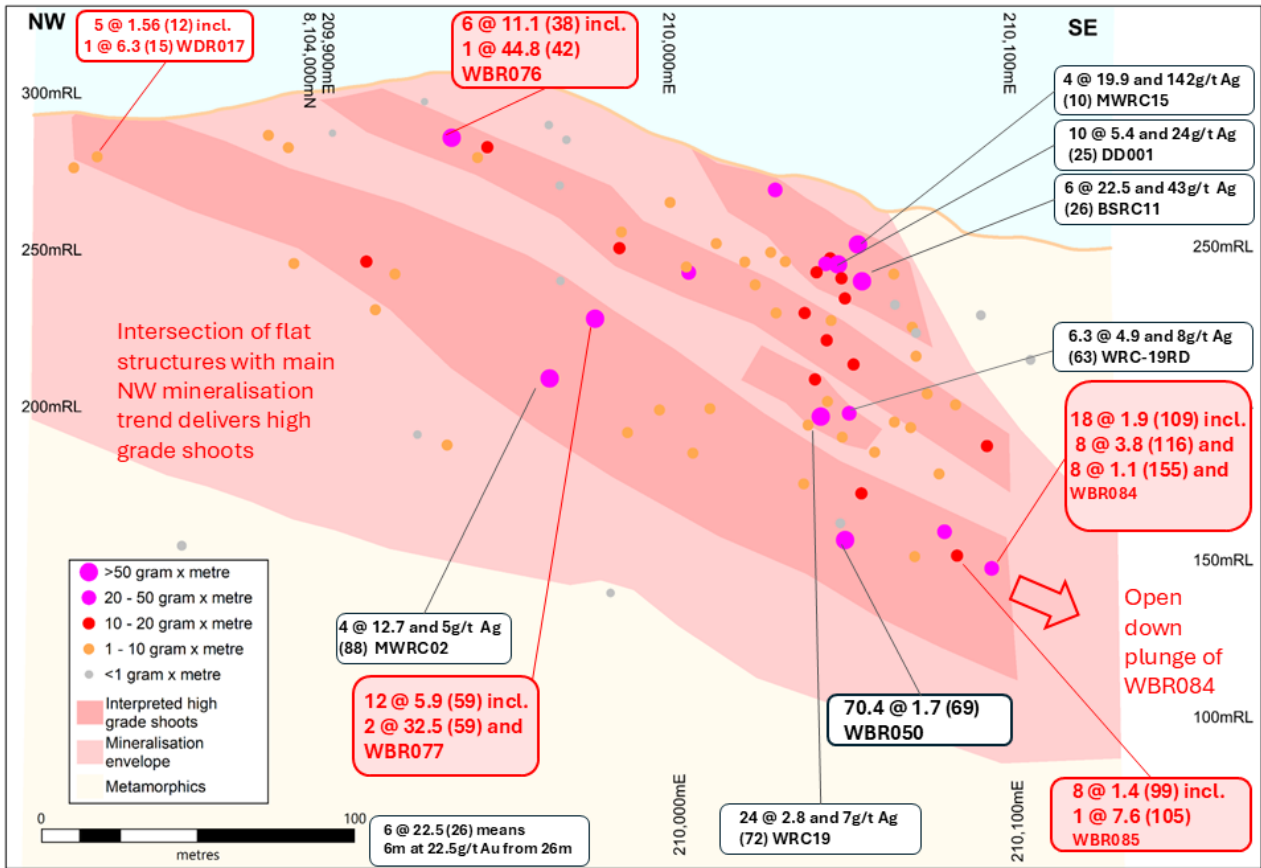 NW
5 @ 1.56 (12) incl.
1 @ 6.3 (15) WDR017
209,900mE
8,104,000mN
6 @ 11.1 (38) incl.
1 @ 44.8 (42)
WBR076
210,000mE
210,100mE
SE
4 @ 19.9 and 142g/t Ag
(10) MWRC15
10 @ 5.4 and 24g/t Ag
(25) DD001
6 @ 22.5 and 43g/t Ag
(26) BSRC11
300mRL
250mRL
250mRL
Intersection of flat
structures with main
NW mineralisation
trend delivers high
grade shoots
6.3 @ 4.9 and 8g/t Ag
(63) WRC-19RD
200mRL
18 @ 1.9 (109) incl.
8 @ 3.8 (116) and
8 @ 1.1 (155) and
WBR084
150mRL
>50 gram x metre
20 - 50 gram x metre
10 - 20 gram x metre
1 - 10 gram x metre
<1 gram x metre
Interpreted high
grade shoots
Mineralisation
envelope
Metamorphics
Open
down
plunge of
WBR084
4 @ 12.7 and 5g/t Ag
(88) MWRC02
12 @ 5.9 (59) incl.
2 @ 32.5 (59) and
WBR077
70.4 @ 1.7 (69)
WBR050
100mRL
0
100
metres
6 @ 22.5 (26) means
6m at 22.5g/t Au from 26m
210,000mE
24 @ 2.8 and 7g/t Ag
(72) WRC19
210,100mE
8 @ 1.4 (99) incl.
1 @ 7.6 (105)
WBR085